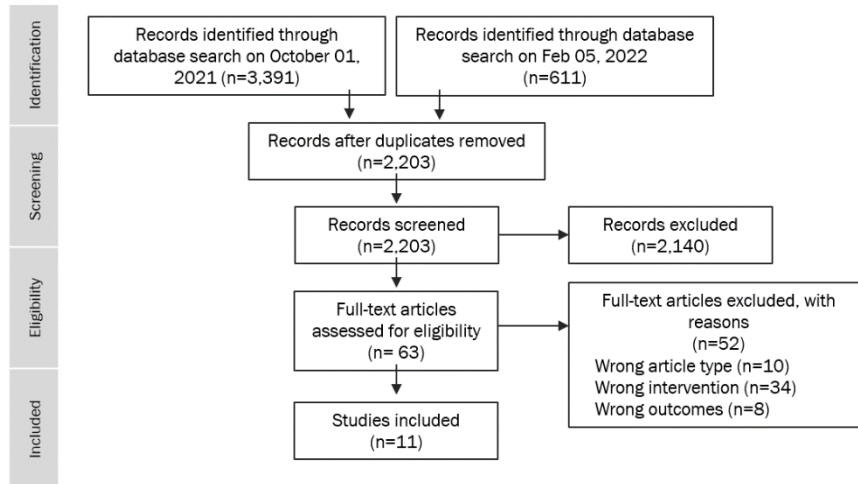 Identification
Records identified through
database search on October 01,
2021 (n=3,391)
Records identified through database
search on Feb 05, 2022
(n=611)
Screening
Records after duplicates removed
(n=2,203)
Records screened
(n=2,203)
Records excluded
(n=2,140)
Eligibility
Full-text articles
assessed for eligibility
(n= 63)
Full-text articles excluded, with
reasons
(n=52)
Wrong article type (n=10)
Wrong intervention (n=34)
Wrong outcomes (n=8)
Included
Studies included
(n=11)